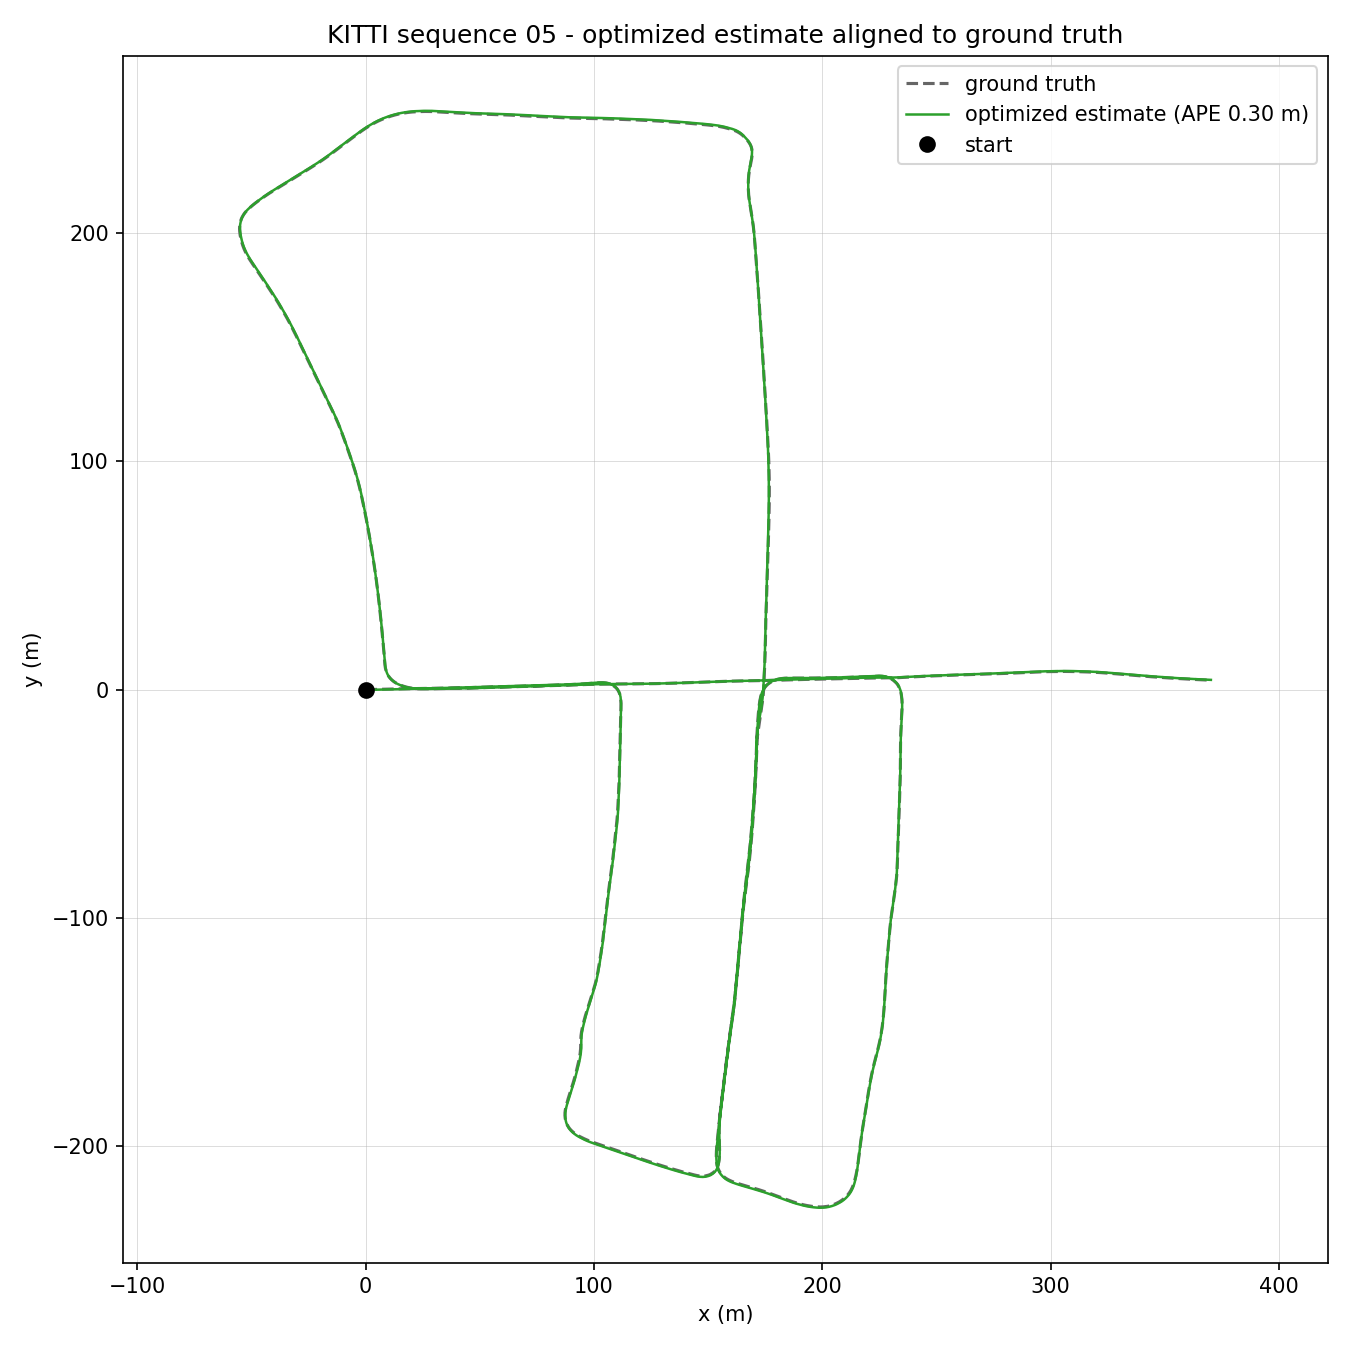 KITTI sequence 05 - optimized estimate aligned to ground truth
ground truth
optimized estimate (APE 0.30 m)
start
200
100
0
−100
−200
y (m)
−100
0
100
200
300
400
x (m)